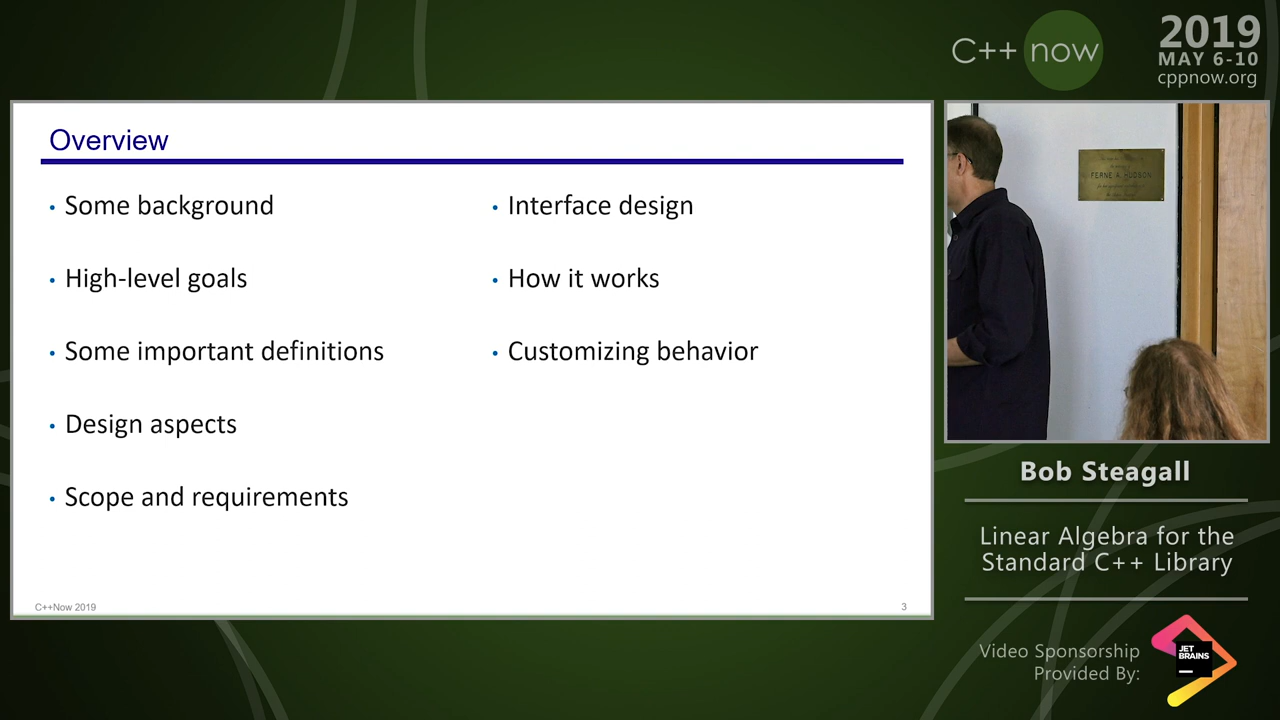 C++ now
2019
MAY 6-10
cppnow.org
Overview
• Some background
• High-level goals
• Some important definitions
• Design aspects
• Scope and requirements
• Interface design
• How it works
• Customizing behavior
C++Now 2019
3
FERNE A. HUDSON
Bob Steagall
Linear Algebra for the
Standard C++ Library
Video Sponsorship
Provided By:
JET
BRAINS